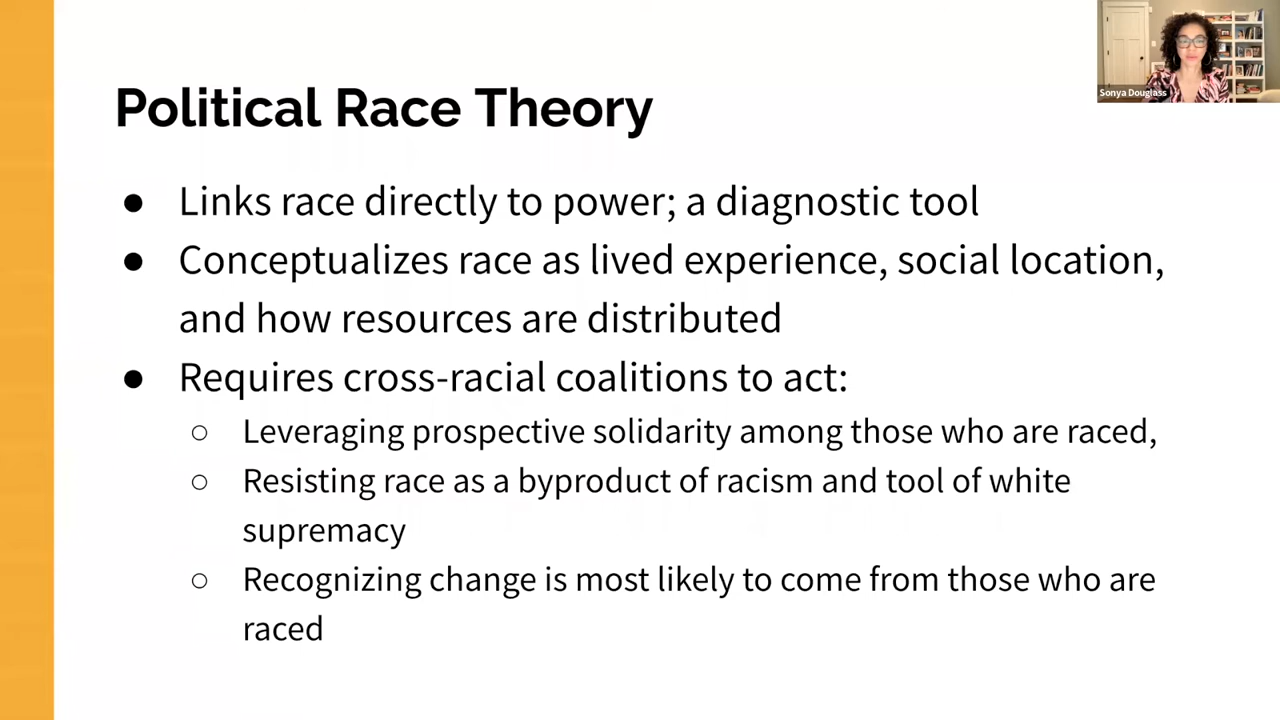 Political Race Theory
Sonya Douglass
● Links race directly to power; a diagnostic tool
● Conceptualizes race as lived experience, social location,
and how resources are distributed
● Requires cross-racial coalitions to act:
○ Leveraging prospective solidarity among those who are raced,
○ Resisting race as a byproduct of racism and tool of white
supremacy
○ Recognizing change is most likely to come from those who are
raced